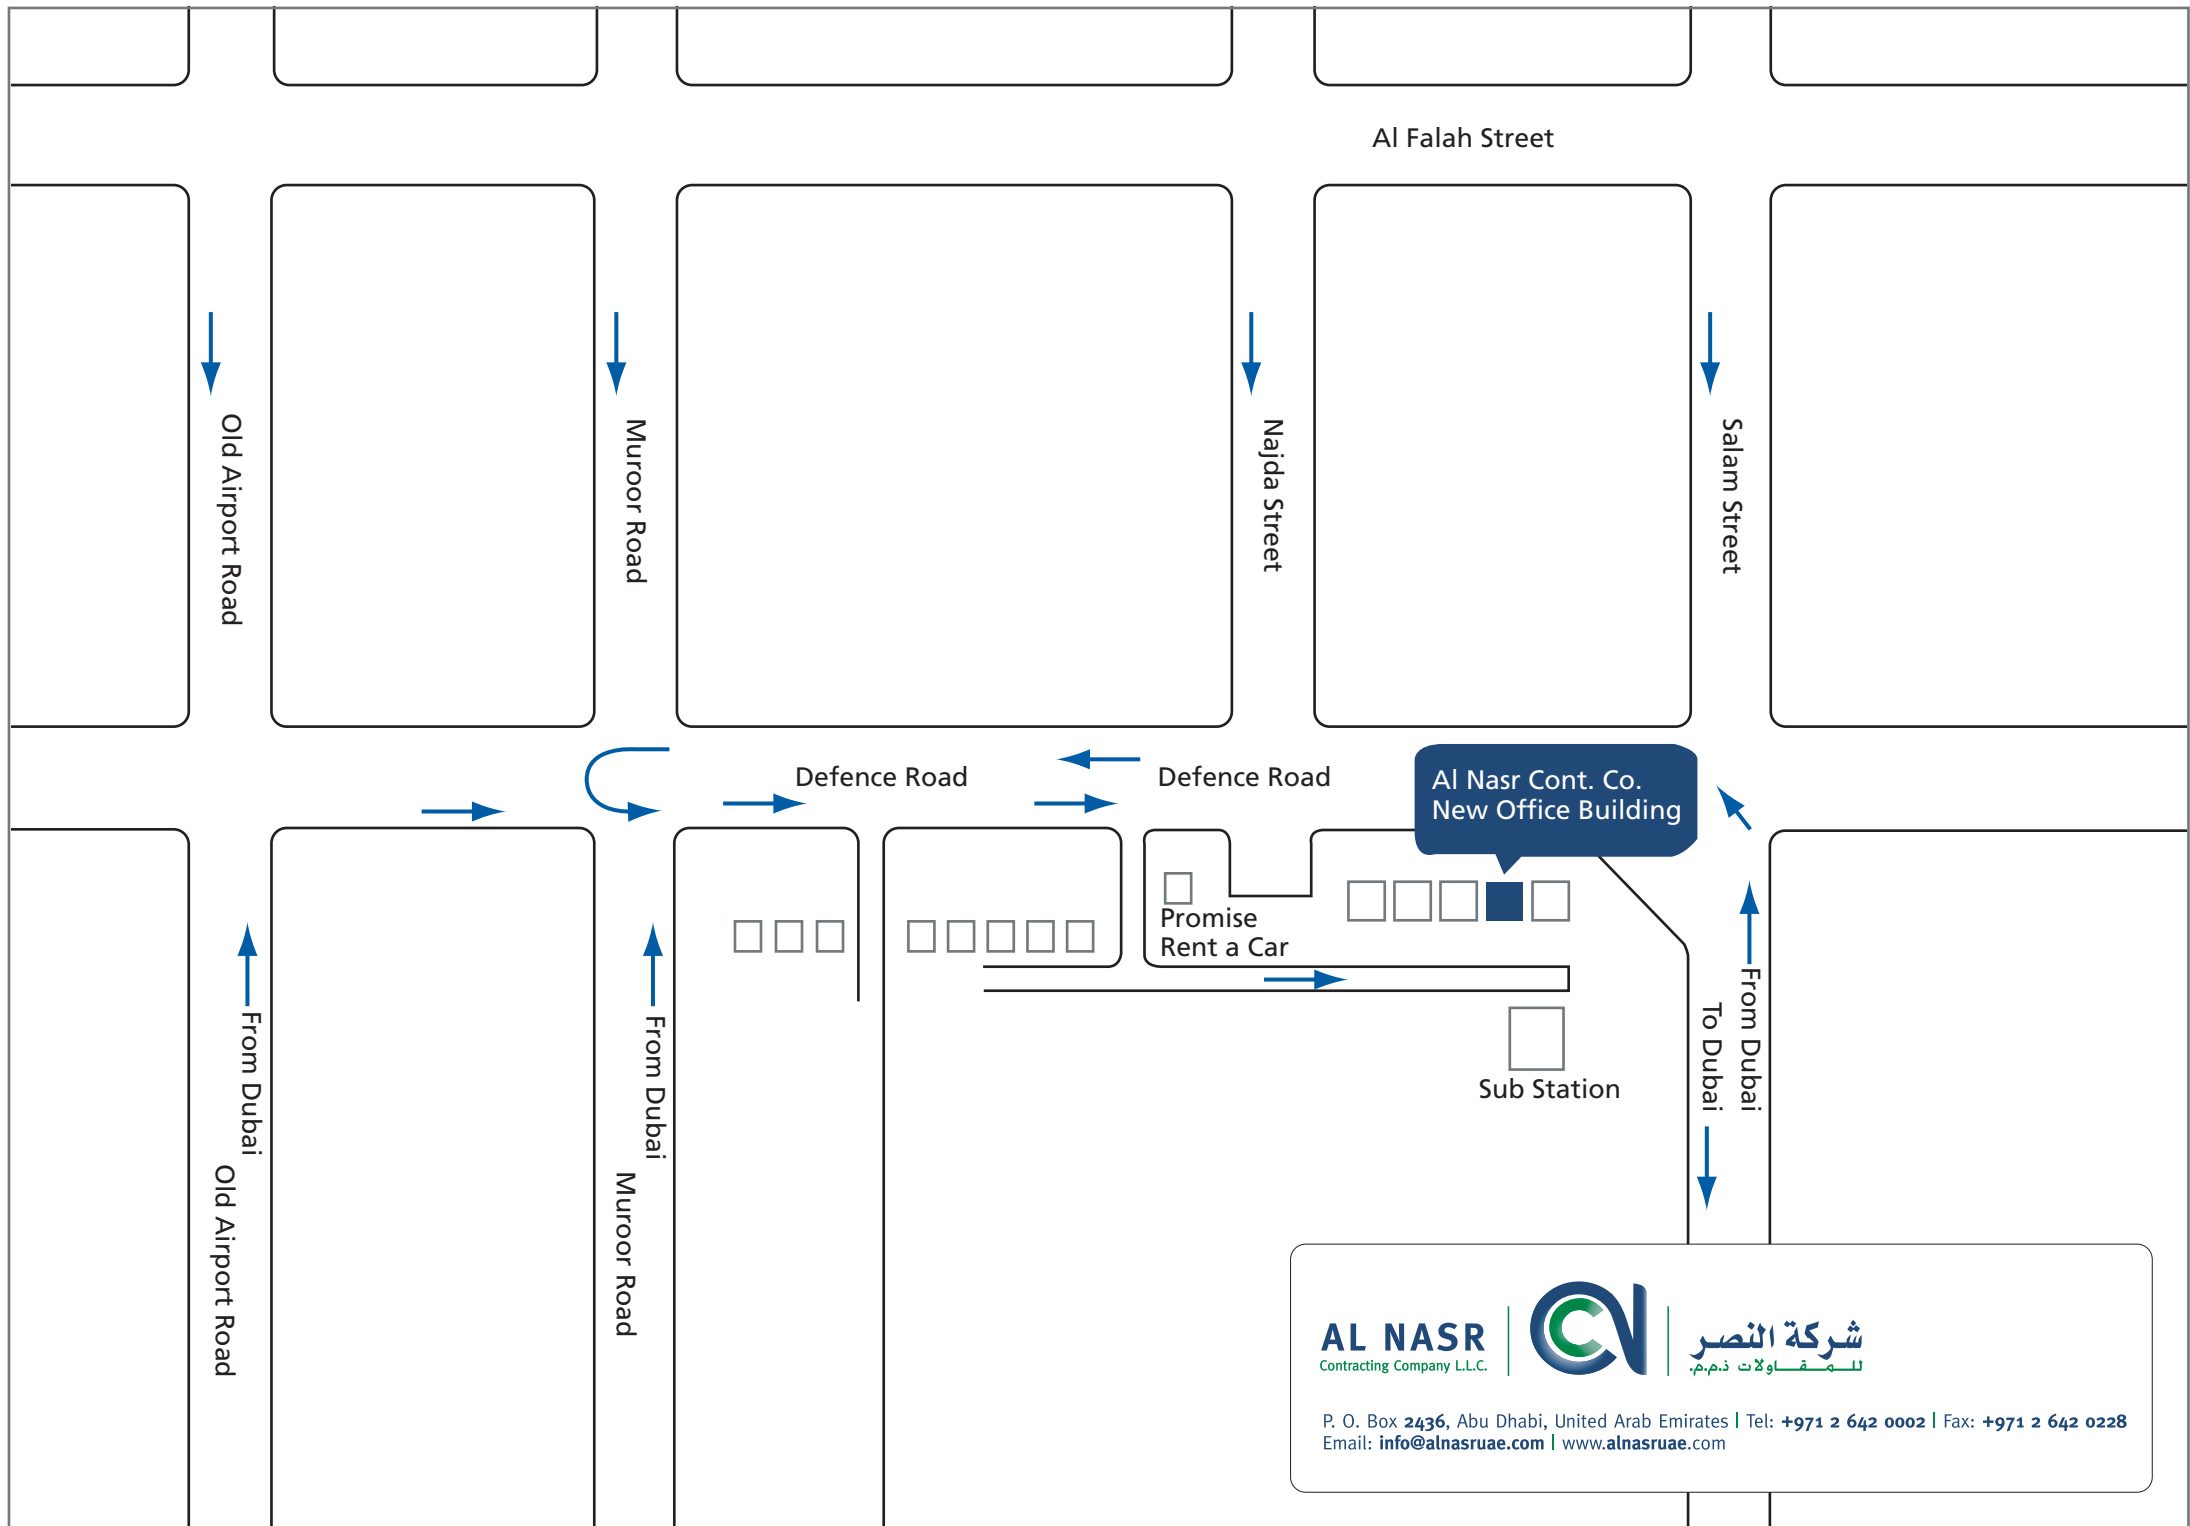 Al Falah Street
Old Airport Road
Muroor Road
Najda Street
Salam Street
Defence Road
Defence Road
Al Nasr Cont. Co.
New Office Building
Promise
Rent a Car
From Dubai
Old Airport Road
From Dubai
Muroor Road
Sub Station
To Dubai
From Dubai
AL NASR
Contracting Company L.L.C.
شركة النصر
للمقاولات ذ.م.م.
P. O. Box 2436, Abu Dhabi, United Arab Emirates | Tel: +971 2 642 0002 | Fax: +971 2 642 0228
Email: info@alnasruae.com | www.alnasruae.com